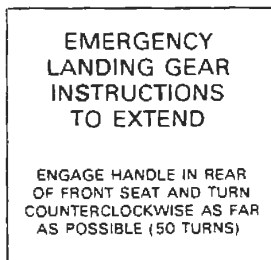 EMERGENCY
LANDING GEAR
INSTRUCTIONS
TO EXTEND
ENGAGE HANDLE IN REAR
OF FRONT SEAT AND TURN
COUNTERCLOCKWISE AS FAR
AS POSSIBLE (50 TURNS)